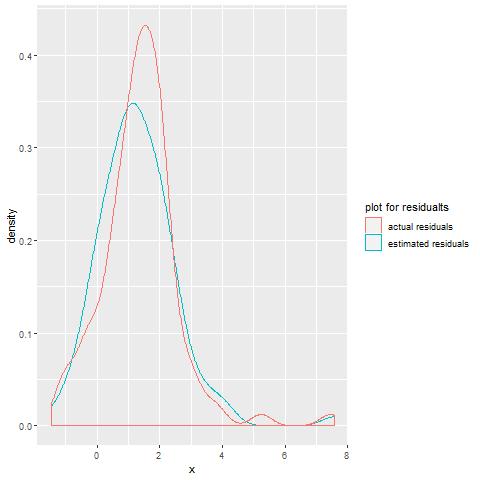 0.4
0.3
0.2
0.1
0.0
density
0
2
4
6
8
x
plot for residualts
actual residuals
estimated residuals